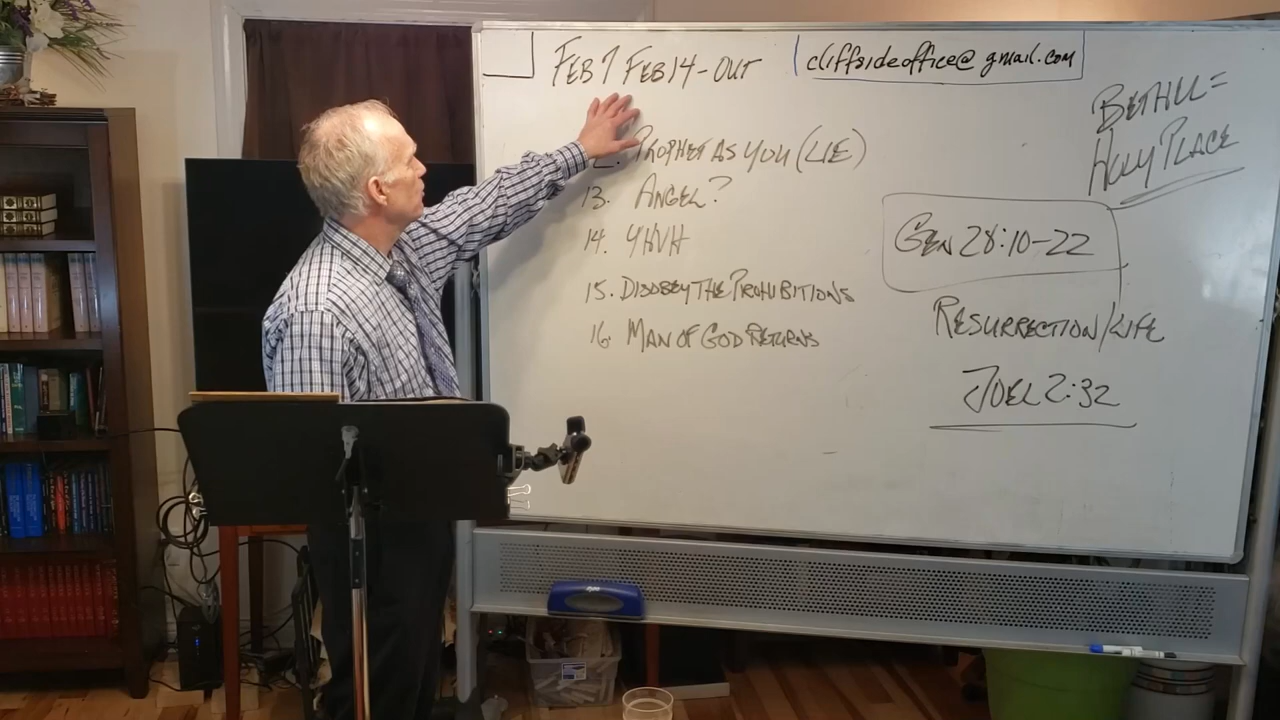 FEB 7 FEB 14-OUT
cliffsideoffice@gmail.com
BETHEL =
HOLY PLACE
12. PROPHET AS YOU (LIE)
13. ANGEL?
14. YHVH
15. DISOBEY THE PROHIBITIONS
16. MAN OF GOD RETURNS
GEN 28:10-22
RESURRECTION/LIFE
JOEL 2:32